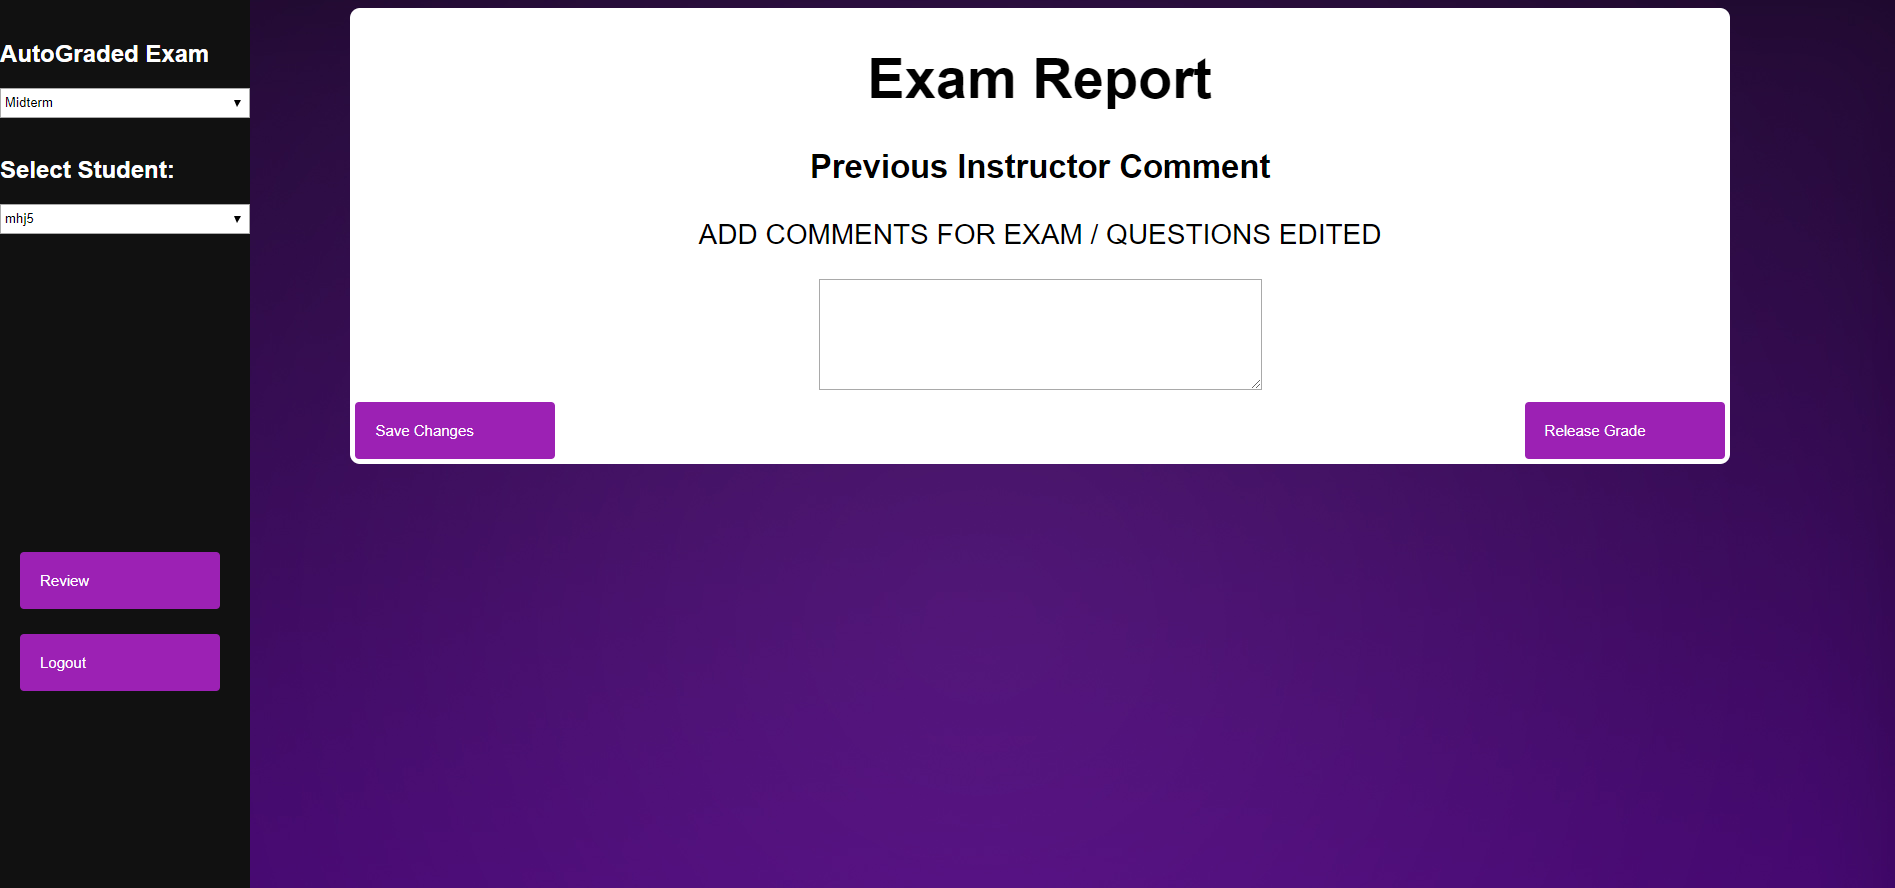 AutoGraded Exam
Midterm
Select Student:
mhj5
Review
Logout
Exam Report
Previous Instructor Comment
ADD COMMENTS FOR EXAM / QUESTIONS EDITED
Save Changes
Release Grade